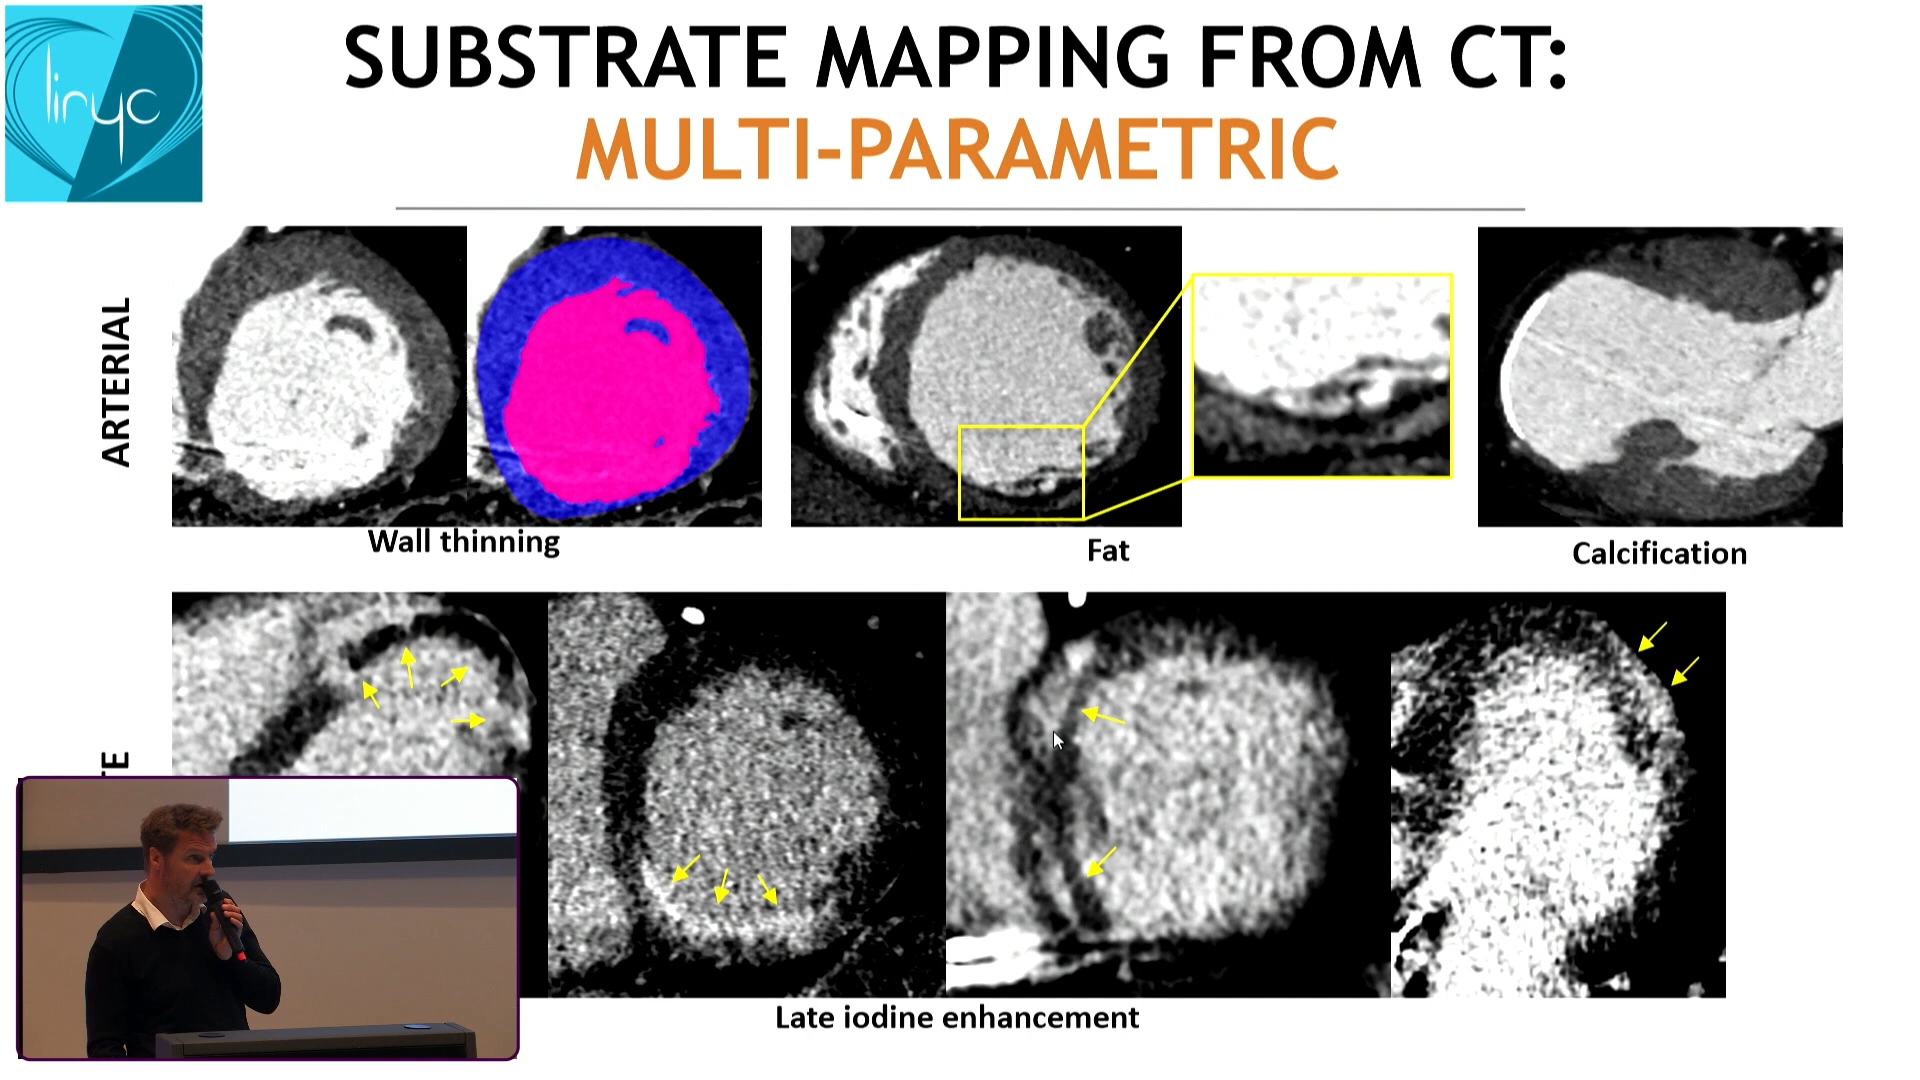 liryc
SUBSTRATE MAPPING FROM CT:
MULTI-PARAMETRIC
ARTERIAL
Wall thinning
Fat
Calcification
Late iodine enhancement